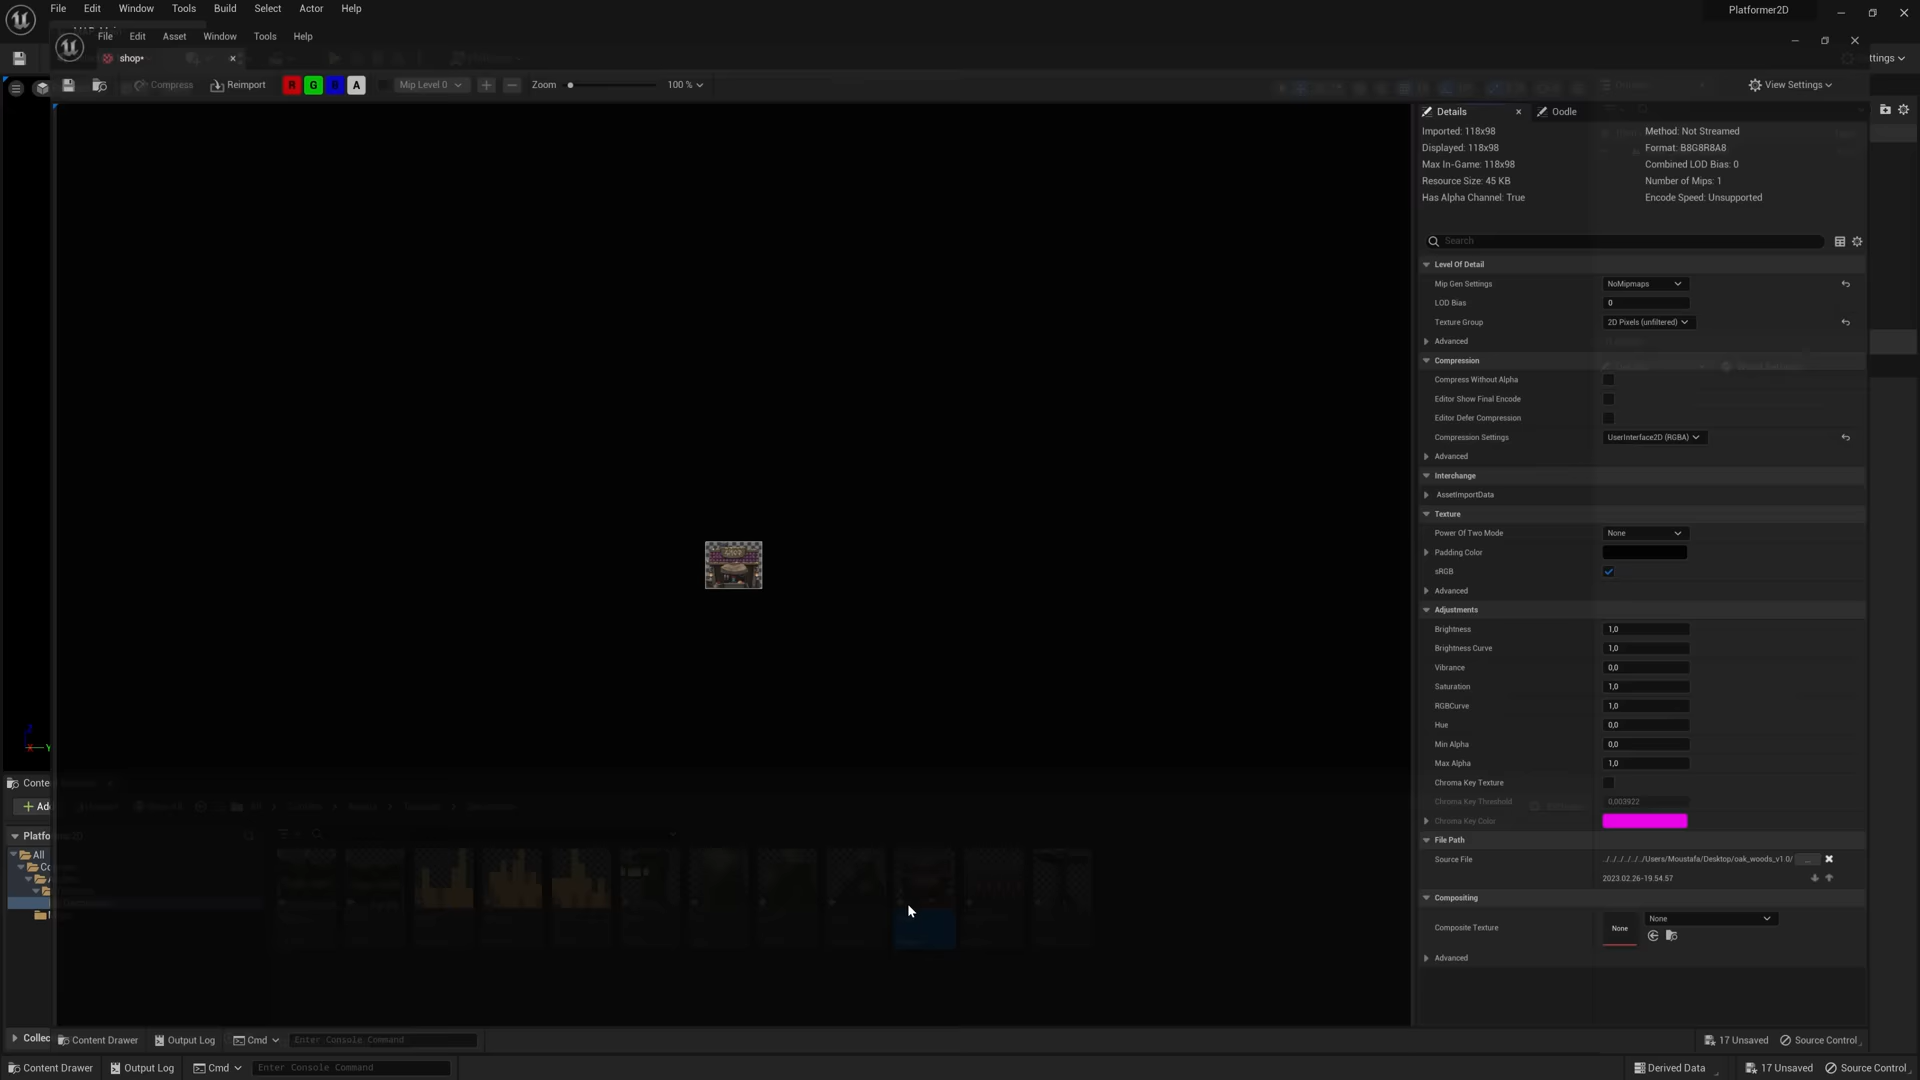 File Edit Window Tools Build Select Actor Help
Platformer2D
File Edit Asset Window Tools Help
shop•
ttings
Compress Reimport R G B A Mip Level 0 Zoom 100 % View Settings
Details Oodle
Imported: 118x98 Method: Not Streamed
Displayed: 118x98 Format: B8G8R8A8
Max In-Game: 118x98 Combined LOD Bias: 0
Resource Size: 45 KB Number of Mips: 1
Has Alpha Channel: True Encode Speed: Unsupported
Search
Level Of Detail
Mip Gen Settings NoMipmaps
LOD Bias 0
Texture Group 2D Pixels (unfiltered)
Advanced
Compression
Compress Without Alpha
Editor Show Final Encode
Editor Defer Compression
Compression Settings UserInterface2D (RGBA)
Advanced
Interchange
AssetImportData
Texture
Power Of Two Mode None
Padding Color
sRGB
Advanced
Adjustments
Brightness 1,0
Brightness Curve 1,0
Vibrance 0,0
Saturation 1,0
RGBCurve 1,0
Hue 0,0
Min Alpha 0,0
Max Alpha 1,0
Chroma Key Texture
Chroma Key Threshold 0,003922
Chroma Key Color
File Path
Source File ../../../../../../Users/Moustafa/Desktop/oak_woods_v1.0/ ...
2023.02.26-19.54.57
Compositing
Composite Texture None None
Advanced
Y
Conte
Add
Platfo
All
Co
Collec
Content Drawer Output Log Cmd Enter Console Command 17 Unsaved Source Control
Content Drawer Output Log Cmd Enter Console Command Derived Data 17 Unsaved Source Control